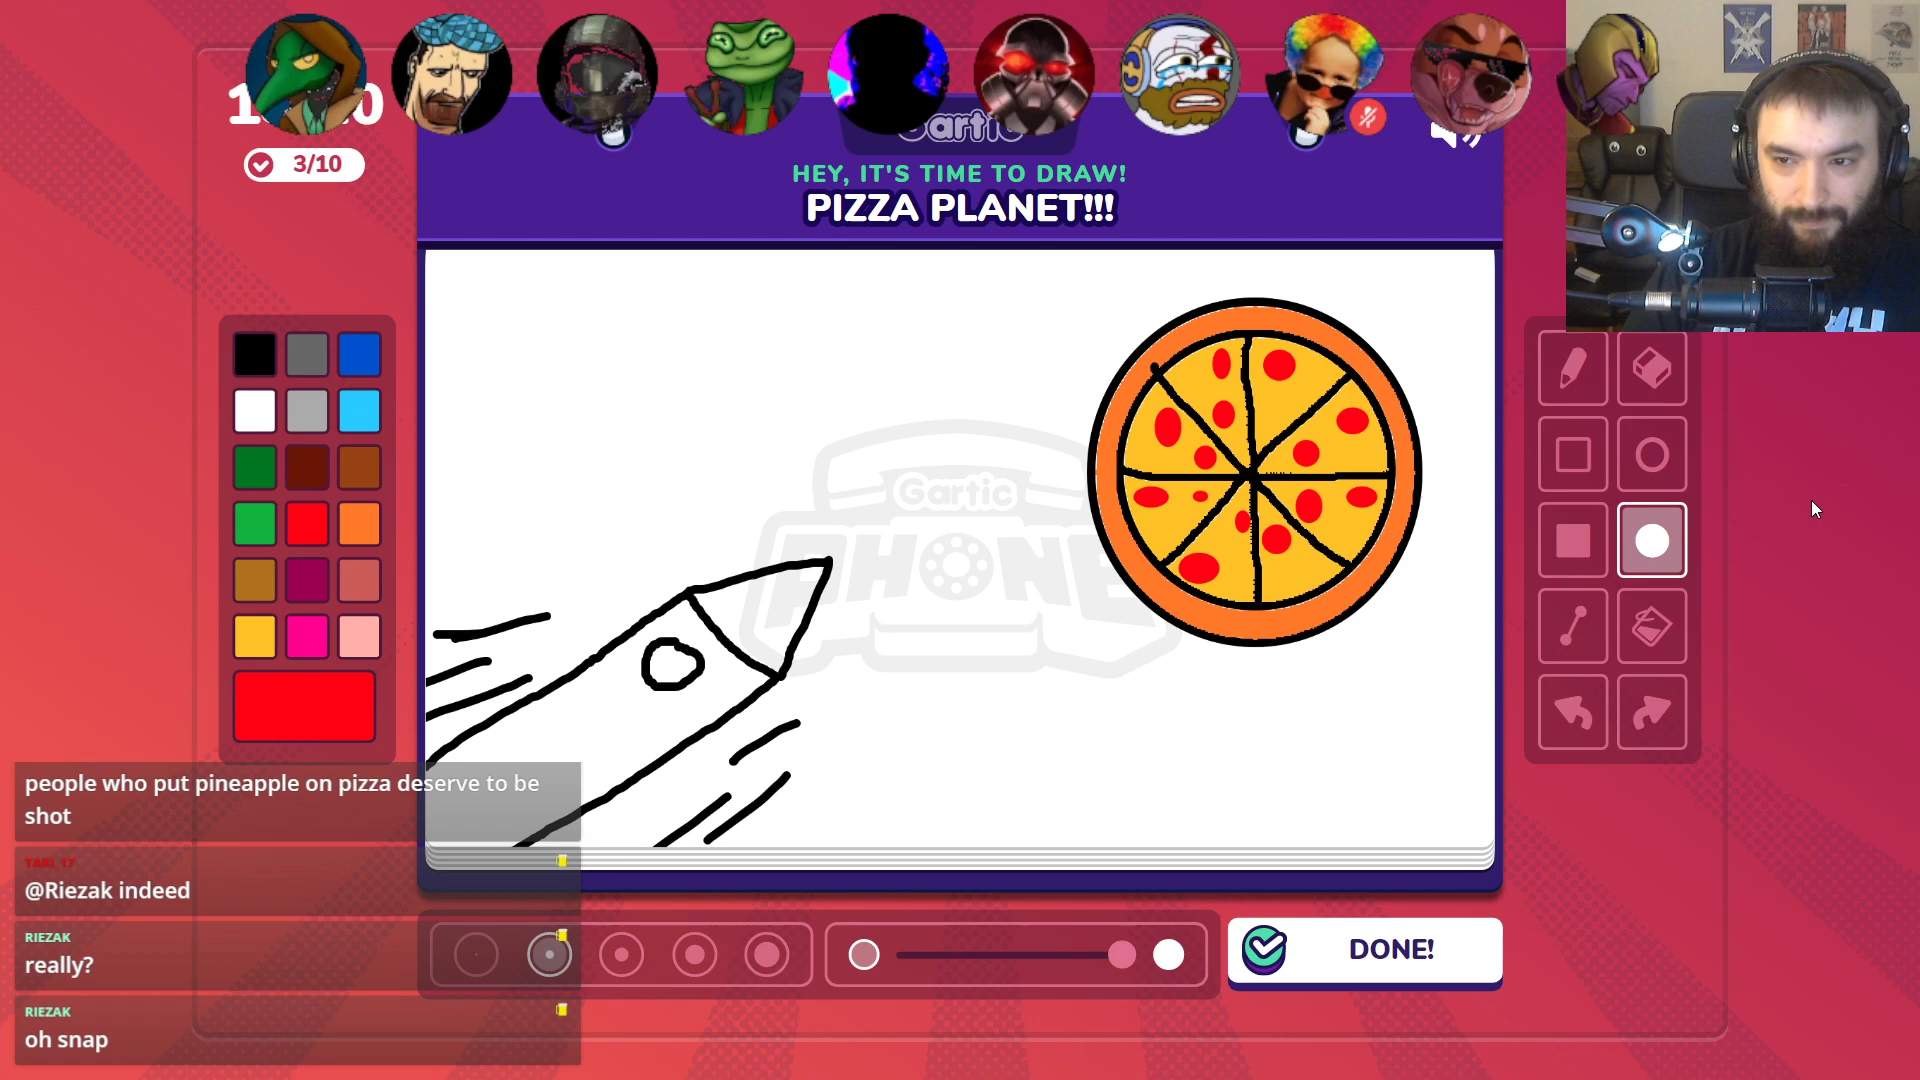 3/10
HEY, IT'S TIME TO DRAW!
PIZZA PLANET!!!
Gartic
PHONE
people who put pineapple on pizza deserve to be
shot
@Riezak indeed
RIEZAK
really?
RIEZAK
oh snap
DONE!